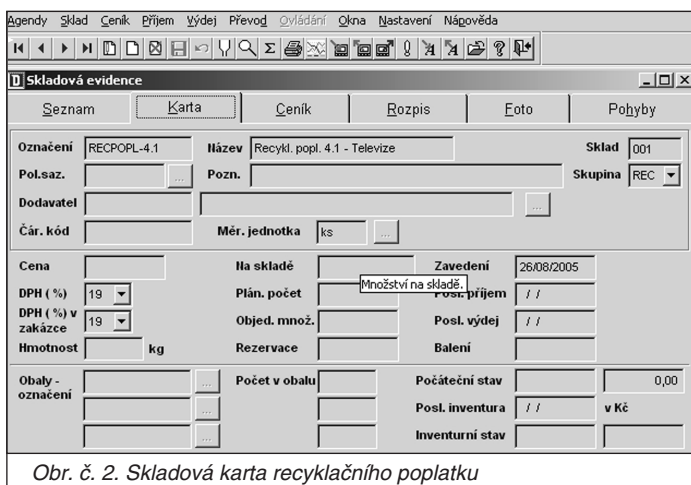 Agendy Sklad Ceník Příjem Výdej Převod Ovládání Okna Nastavení Nápověda
D Skladová evidence
Seznam Karta Ceník Rozpis Foto Pohyby
Označení RECPOPL-4.1 Název Recykl. popl. 4.1 - Televize Sklad 001
Pol.saz. ... Pozn. Skupina REC
Dodavatel ...
Čár. kód Měr. jednotka ks ...
Cena Na skladě Zavedení 26/08/2005
Množství na skladě.
DPH ( %) 19 Plán. počet Posl. příjem / /
DPH ( %) v
zakázce 19 Objed. množ. Posl. výdej / /
Hmotnost kg Rezervace Balení
Obaly - ... Počet v obalu Počáteční stav 0,00
označení
... Posl. inventura / / v Kč
... Inventurní stav
Obr. č. 2. Skladová karta recyklačního poplatku